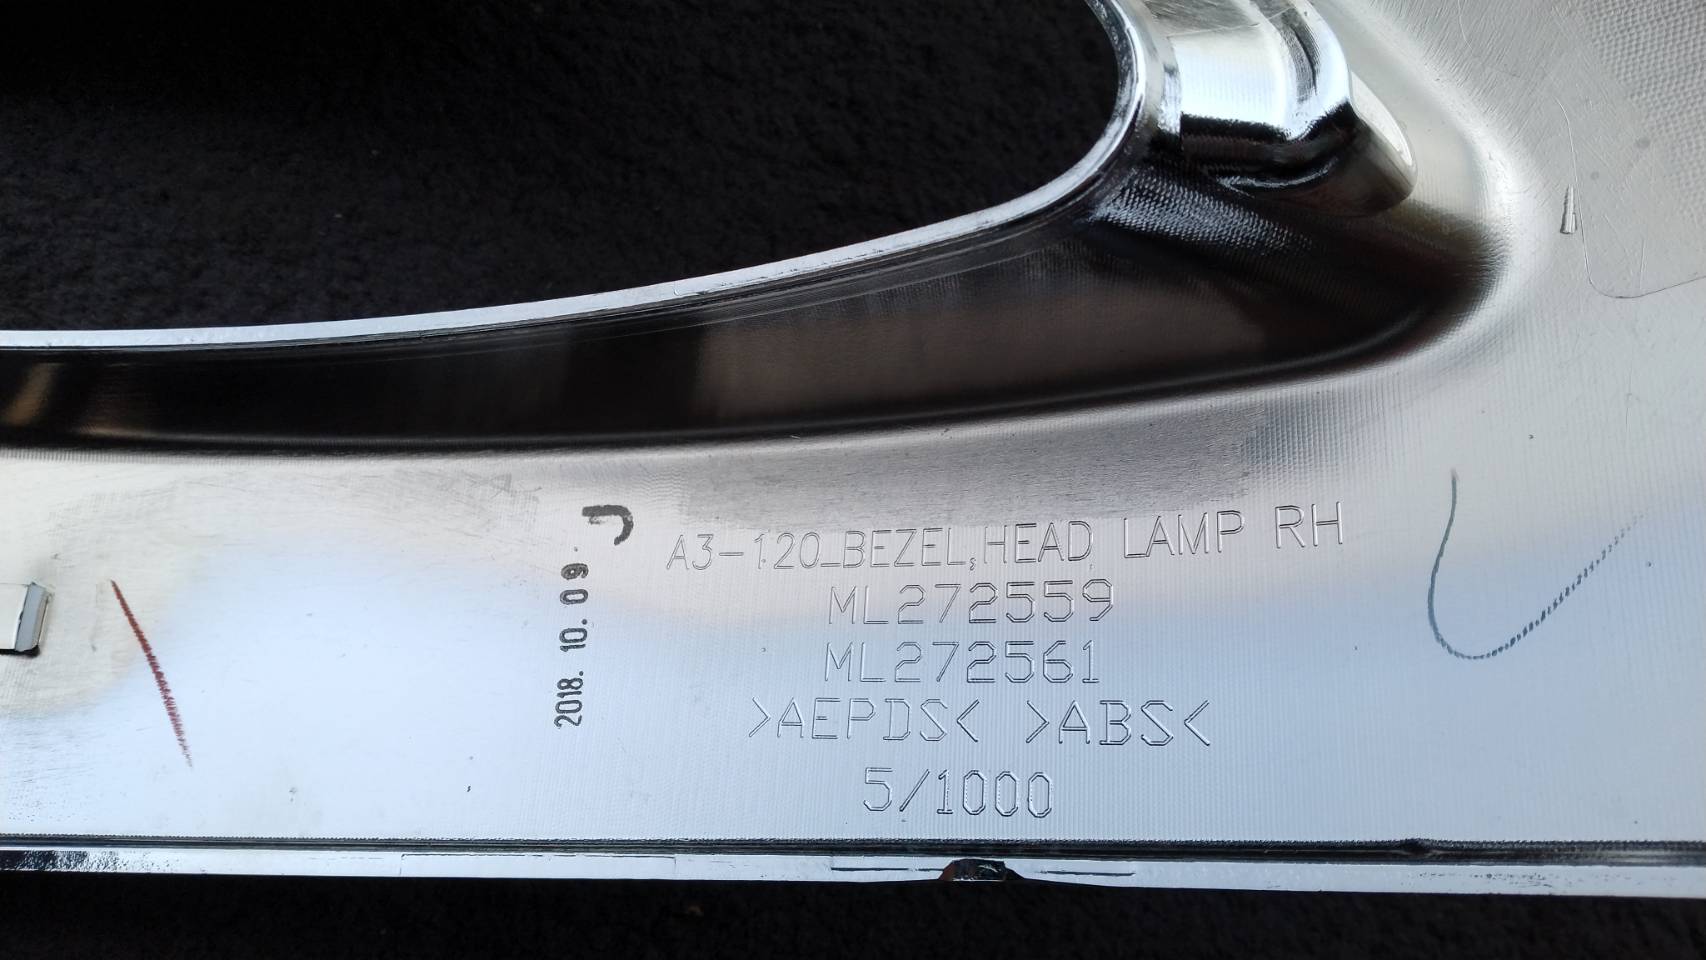 A3-120_BEZEL,HEAD LAMP RH
ML272559
ML272561
>AEPDS< >ABS<
5/1000
2018. 10. 09.
J